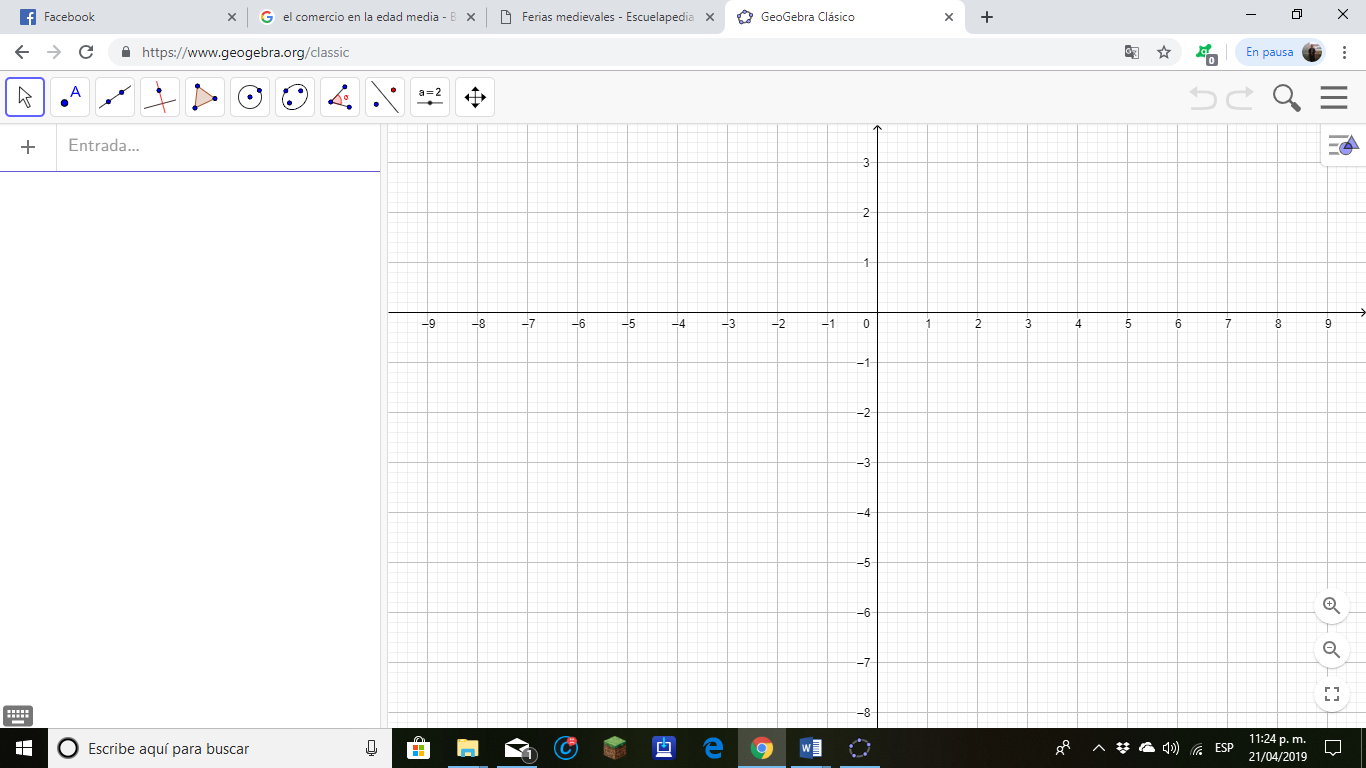 Facebook
el comercio en la edad media - B
Ferias medievales - Escuelapedia
GeoGebra Clásico
https://www.geogebra.org/classic
0
En pausa
A
a=2
Entrada...
3
2
1
–9 –8 –7 –6 –5 –4 –3 –2 –1 0 1 2 3 4 5 6 7 8 9
–1
–2
–3
–4
–5
–6
–7
–8
Escribe aquí para buscar
1
ESP
11:24 p. m.
21/04/2019